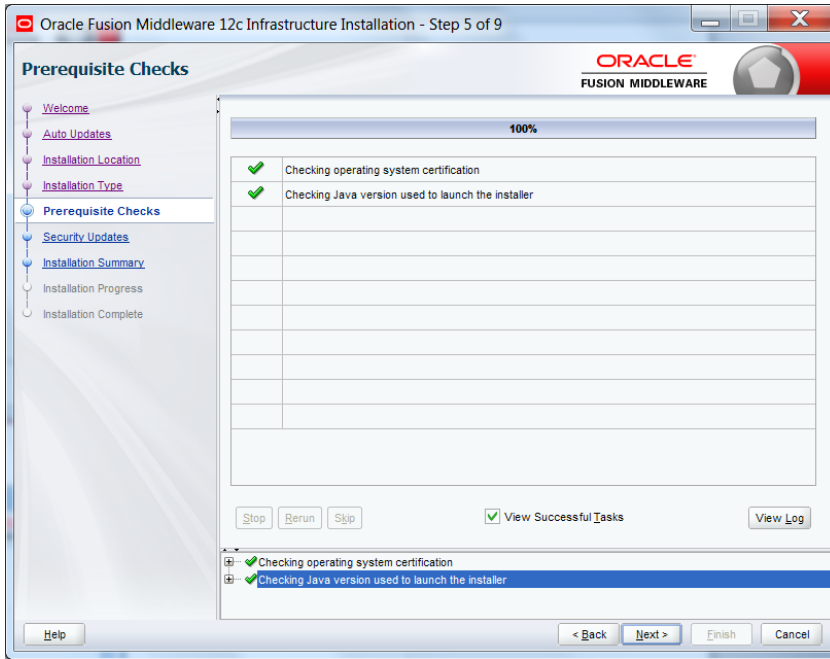 Oracle Fusion Middleware 12c Infrastructure Installation - Step 5 of 9
Prerequisite Checks
ORACLE
FUSION MIDDLEWARE
Welcome
Auto Updates
Installation Location
Installation Type
Prerequisite Checks
Security Updates
Installation Summary
Installation Progress
Installation Complete
100%
Checking operating system certification
Checking Java version used to launch the installer
Stop Rerun Skip View Successful Tasks View Log
Checking operating system certification
Checking Java version used to launch the installer
Help < Back Next > Finish Cancel